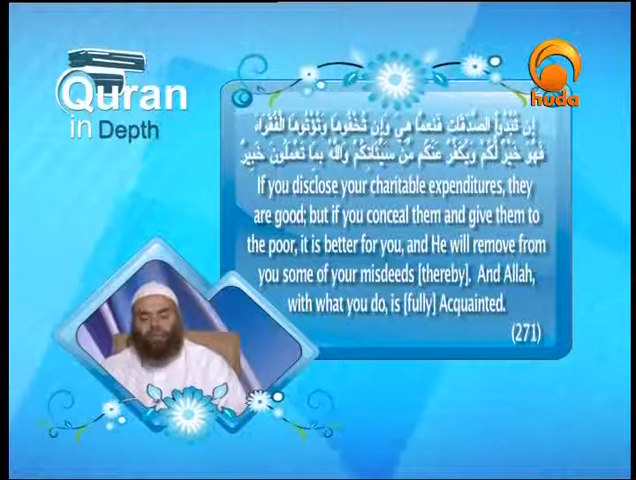 Quran
in Depth
huda
إِن تُبْدُوا۟ الصَّدَقَاتِ فَنِعِمَّا هِيَ وَإِن تُخْفُوهَا وَتُؤْتُوهَا الْفُقَرَاءَ
فَهُوَ خَيْرٌ لَّكُمْ وَيُكَفِّرُ عَنكُم مِّن سَيِّئَاتِكُمْ وَاللَّهُ بِمَا تَعْمَلُونَ خَبِيرٌ
If you disclose your charitable expenditures, they
are good; but if you conceal them and give them to
the poor, it is better for you, and He will remove from
you some of your misdeeds [thereby]. And Allah,
with what you do, is [fully] Acquainted.
(271)